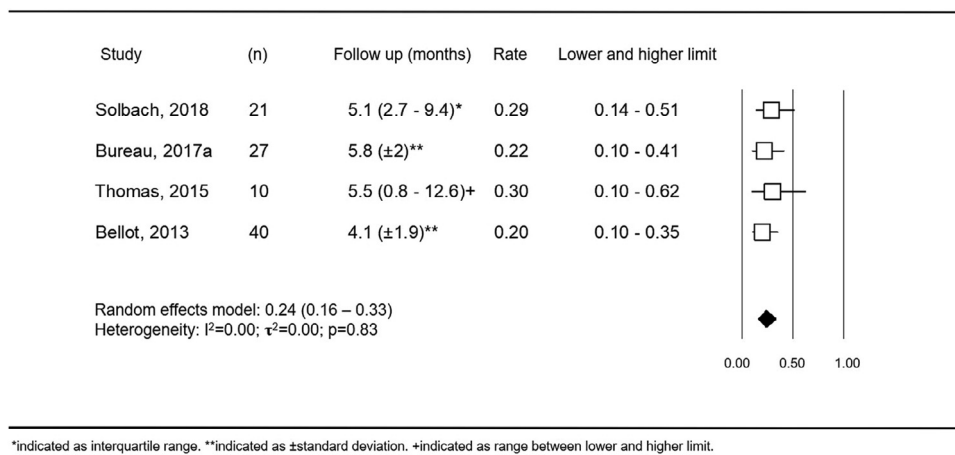 Study (n) Follow up (months) Rate Lower and higher limit
Solbach, 2018 21 5.1 (2.7 - 9.4)* 0.29 0.14 - 0.51
Bureau, 2017a 27 5.8 (±2)** 0.22 0.10 - 0.41
Thomas, 2015 10 5.5 (0.8 - 12.6)+ 0.30 0.10 - 0.62
Bellot, 2013 40 4.1 (±1.9)** 0.20 0.10 - 0.35
Random effects model: 0.24 (0.16 – 0.33)
Heterogeneity: I²=0.00; τ²=0.00; p=0.83
0.00 0.50 1.00
*indicated as interquartile range. **indicated as ±standard deviation. +indicated as range between lower and higher limit.